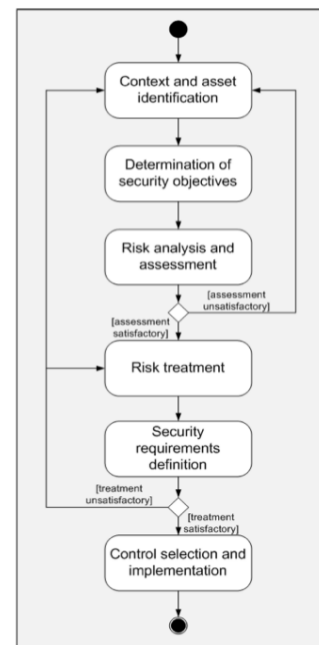 Context and asset
identification
Determination of
security objectives
Risk analysis and
assessment
[assessment
unsatisfactory]
[assessment
satisfactory]
Risk treatment
Security
requirements
definition
[treatment
unsatisfactory]
[treatment
satisfactory]
Control selection and
implementation